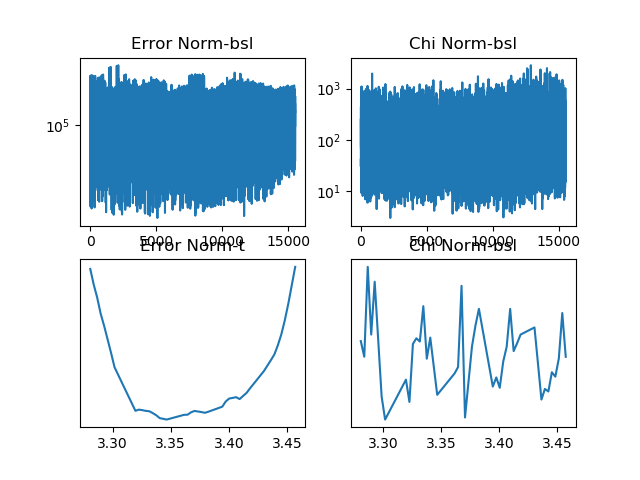 Error Norm-bsl
Chi Norm-bsl
10^5
10^3
10^2
10^1
0 5000 10000 15000
0 5000 10000 15000
Error Norm-t
Chi Norm-bsl
3.30 3.35 3.40 3.45
3.30 3.35 3.40 3.45